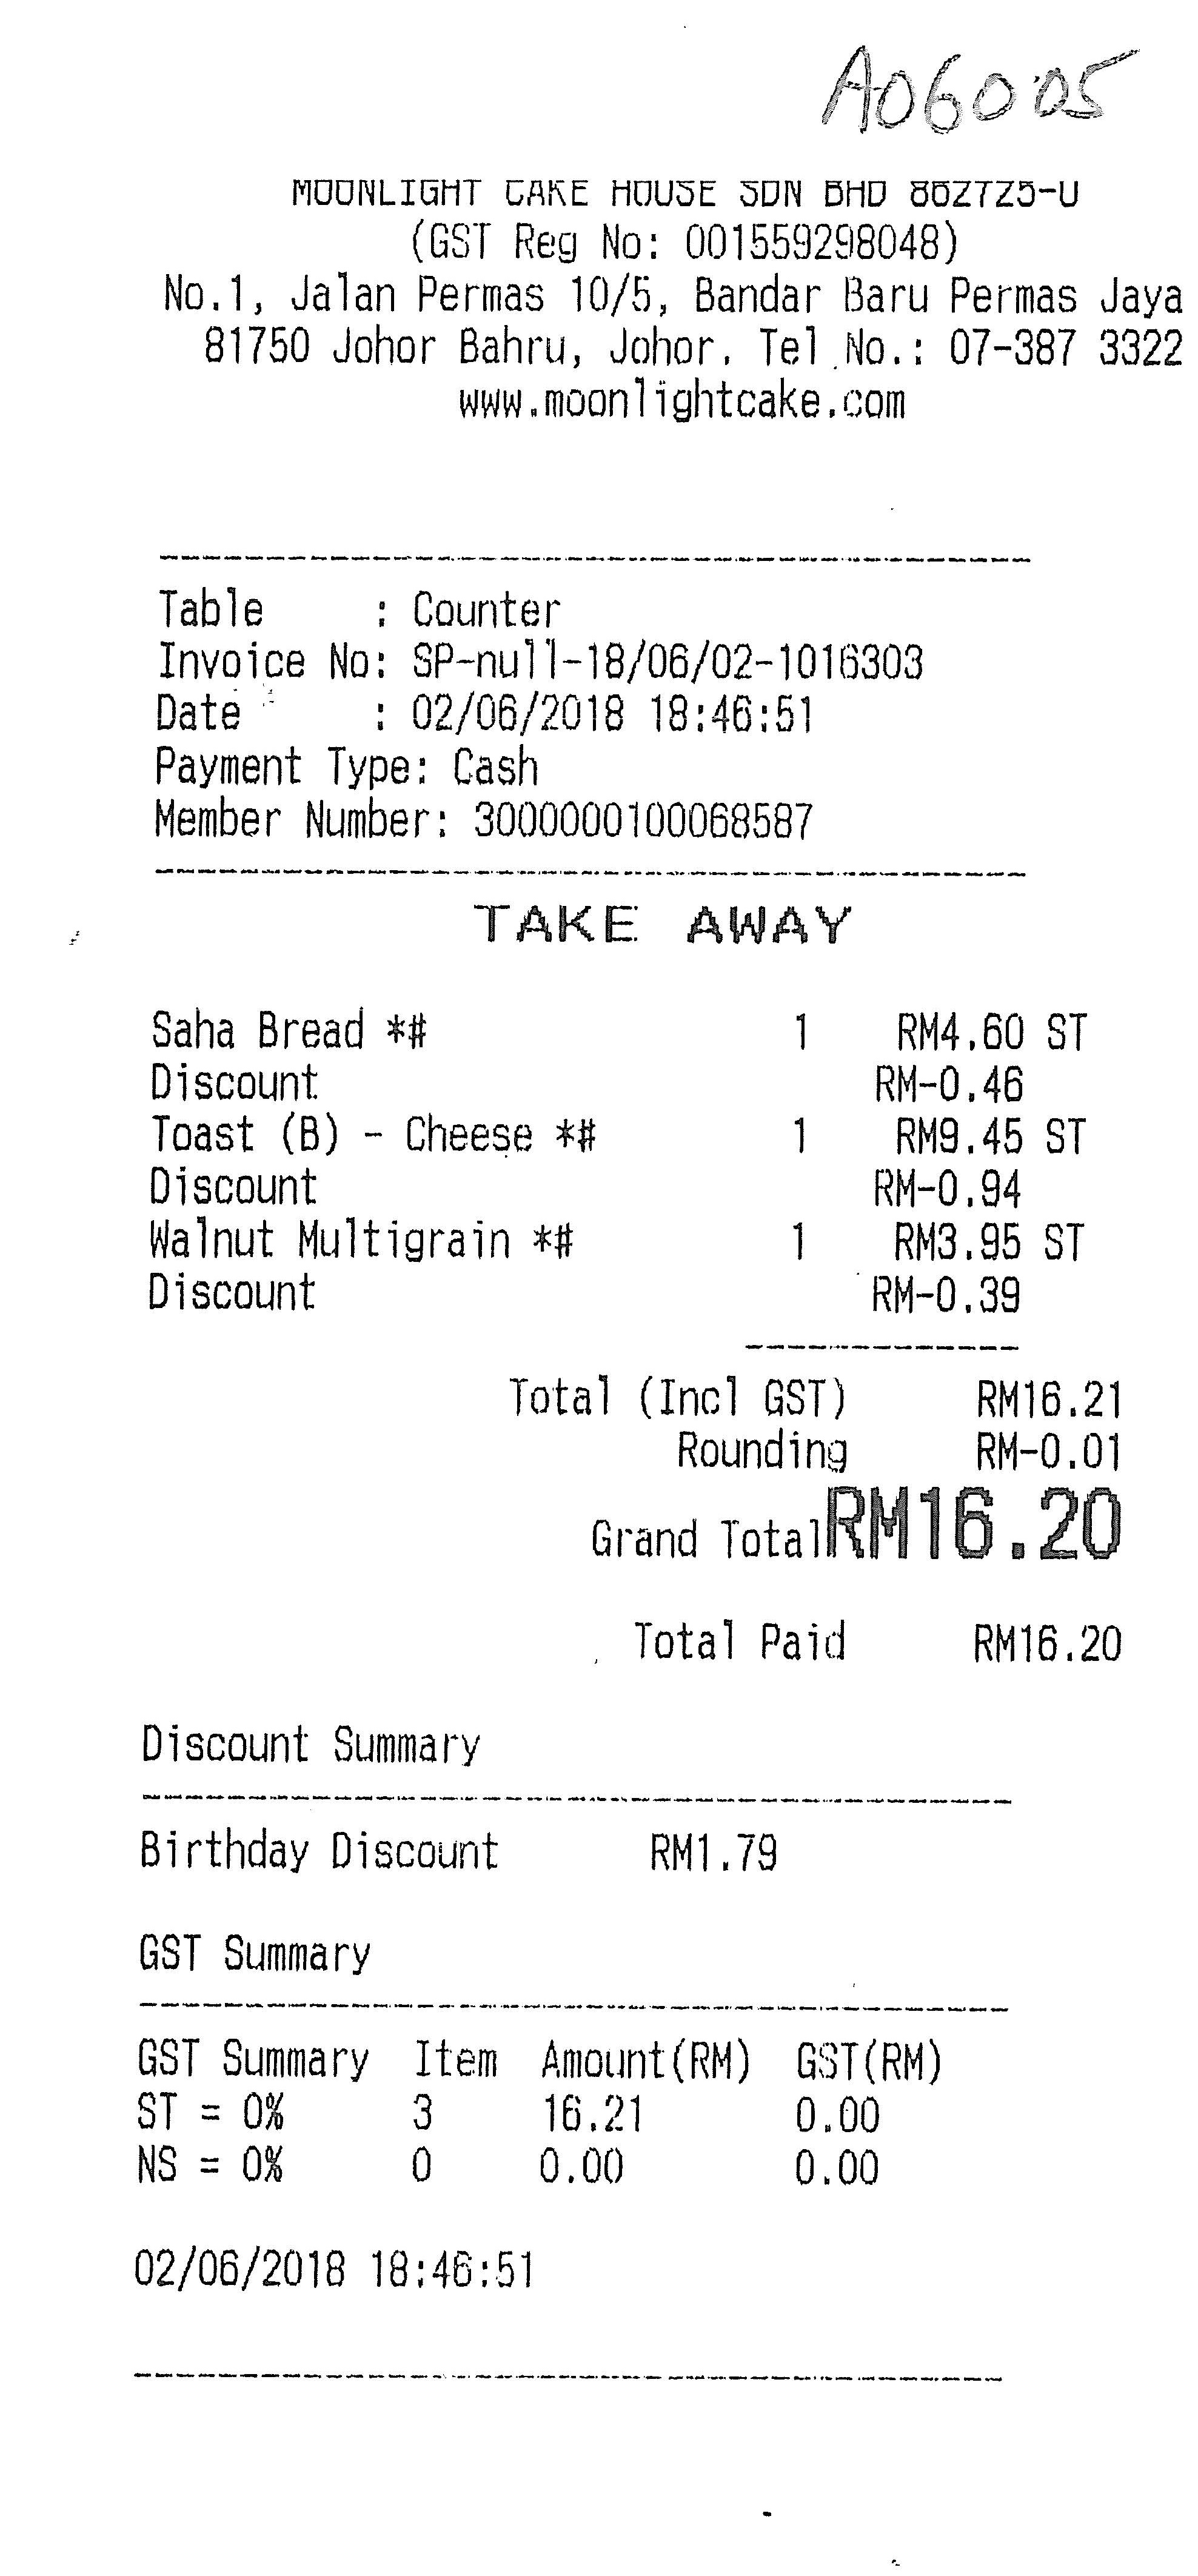 A06005
MOONLIGHT CAKE HOUSE SDN BHD 862725-U
(GST Reg No: 001559298048)
No.1, Jalan Permas 10/5, Bandar Baru Permas Jaya
81750 Johor Bahru, Johor. Tel No.: 07-387 3322
www.moonlightcake.com
Table : Counter
Invoice No: SP-null-18/06/02-1016303
Date : 02/06/2018 18:46:51
Payment Type: Cash
Member Number: 3000000100068587
TAKE AWAY
Saha Bread *# 1 RM4.60 ST
Discount RM-0.46
Toast (B) - Cheese *# 1 RM9.45 ST
Discount RM-0.94
Walnut Multigrain *# 1 RM3.95 ST
Discount RM-0.39
Total (Incl GST) RM16.21
Rounding RM-0.01
Grand Total RM16.20
Total Paid RM16.20
Discount Summary
Birthday Discount RM1.79
GST Summary
GST Summary Item Amount(RM) GST(RM)
ST = 0% 3 16.21 0.00
NS = 0% 0 0.00 0.00
02/06/2018 18:46:51